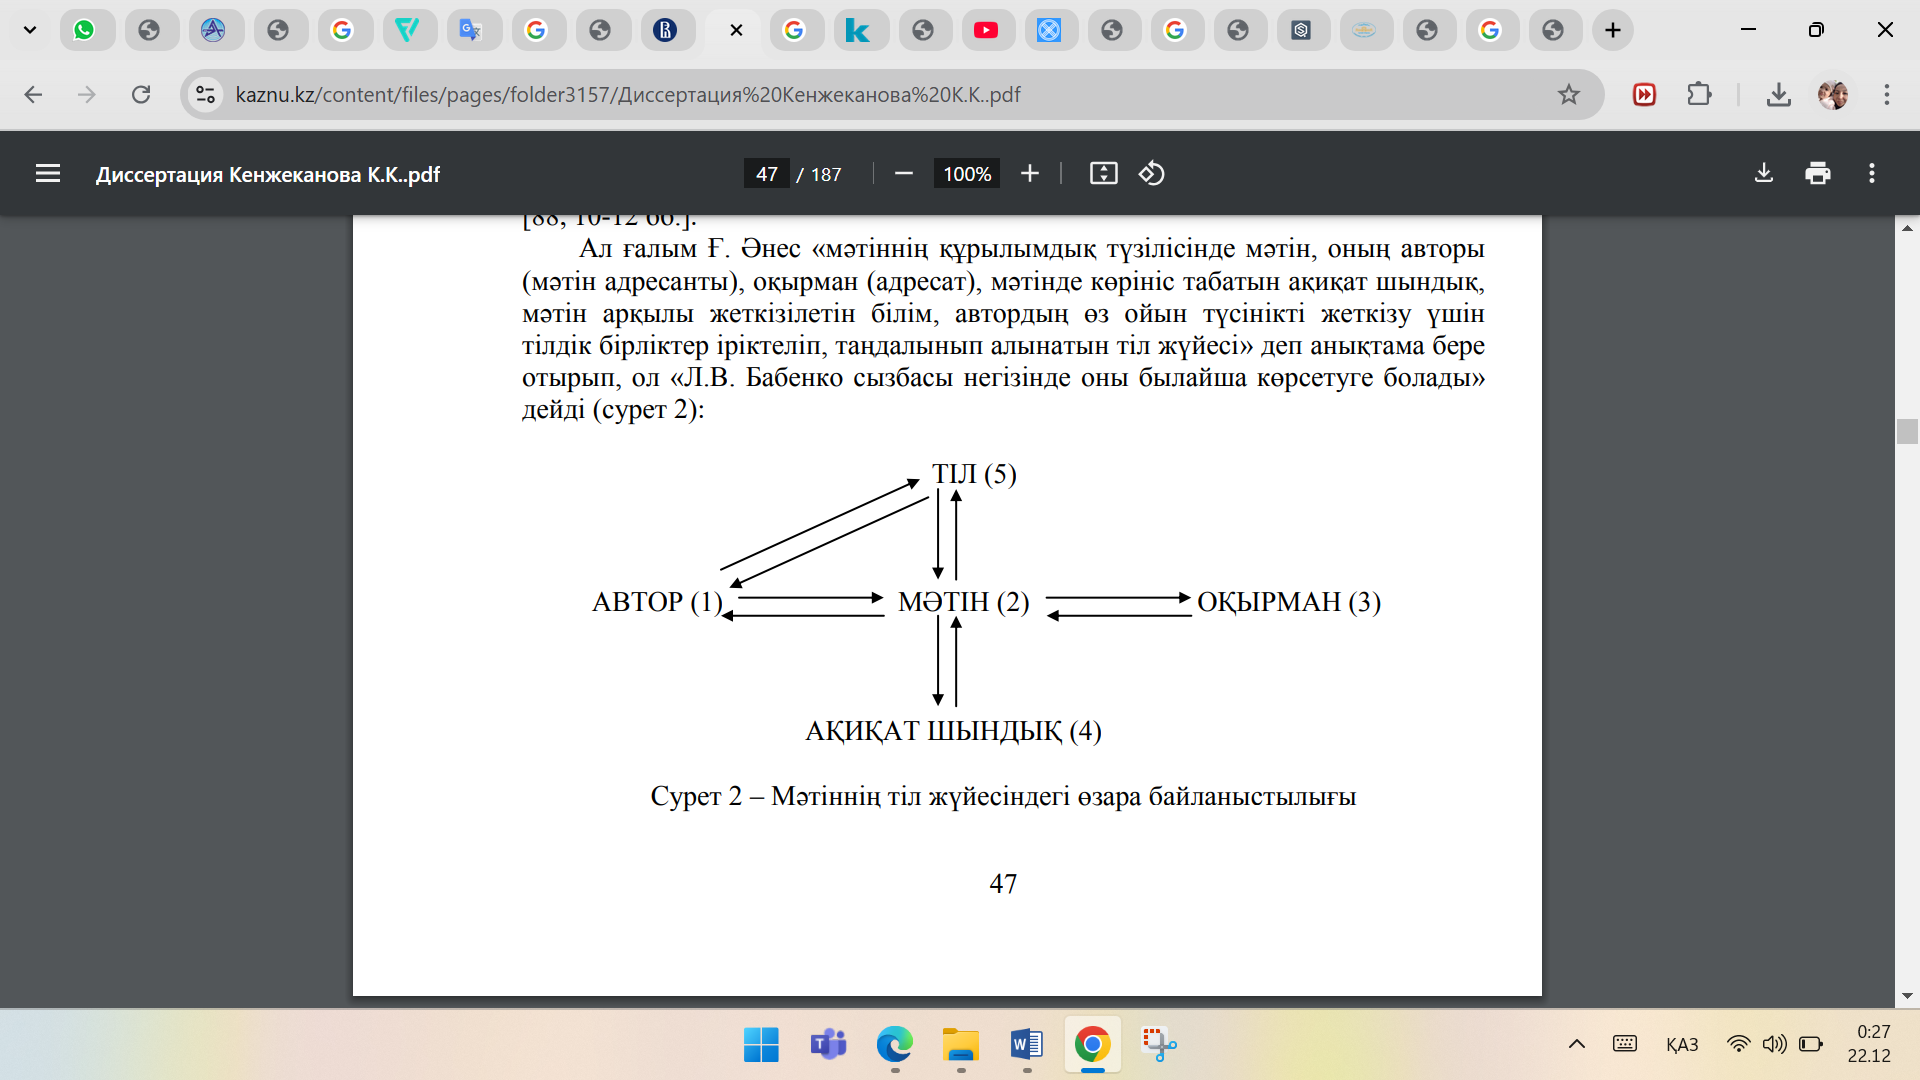 kaznu.kz/content/files/pages/folder3157/Диссертация%20Кенжеканова%20К.К..pdf
Диссертация Кенжеканова К.К..pdf
47 / 187
100%
[88, 10-12 бб.].
Ал ғалым Ғ. Әнес «мәтіннің құрылымдық түзілісінде мәтін, оның авторы
(мәтін адресанты), оқырман (адресат), мәтінде көрініс табатын ақиқат шындық,
мәтін арқылы жеткізілетін білім, автордың өз ойын түсінікті жеткізу үшін
тілдік бірліктер іріктеліп, таңдалынып алынатын тіл жүйесі» деп анықтама бере
отырып, ол «Л.В. Бабенко сызбасы негізінде оны былайша көрсетуге болады»
дейді (сурет 2):
ТІЛ (5)
АВТОР (1)
МӘТІН (2)
ОҚЫРМАН (3)
АҚИҚАТ ШЫНДЫҚ (4)
Сурет 2 – Мәтіннің тіл жүйесіндегі өзара байланыстылығы
47
ҚАЗ
0:27
22.12